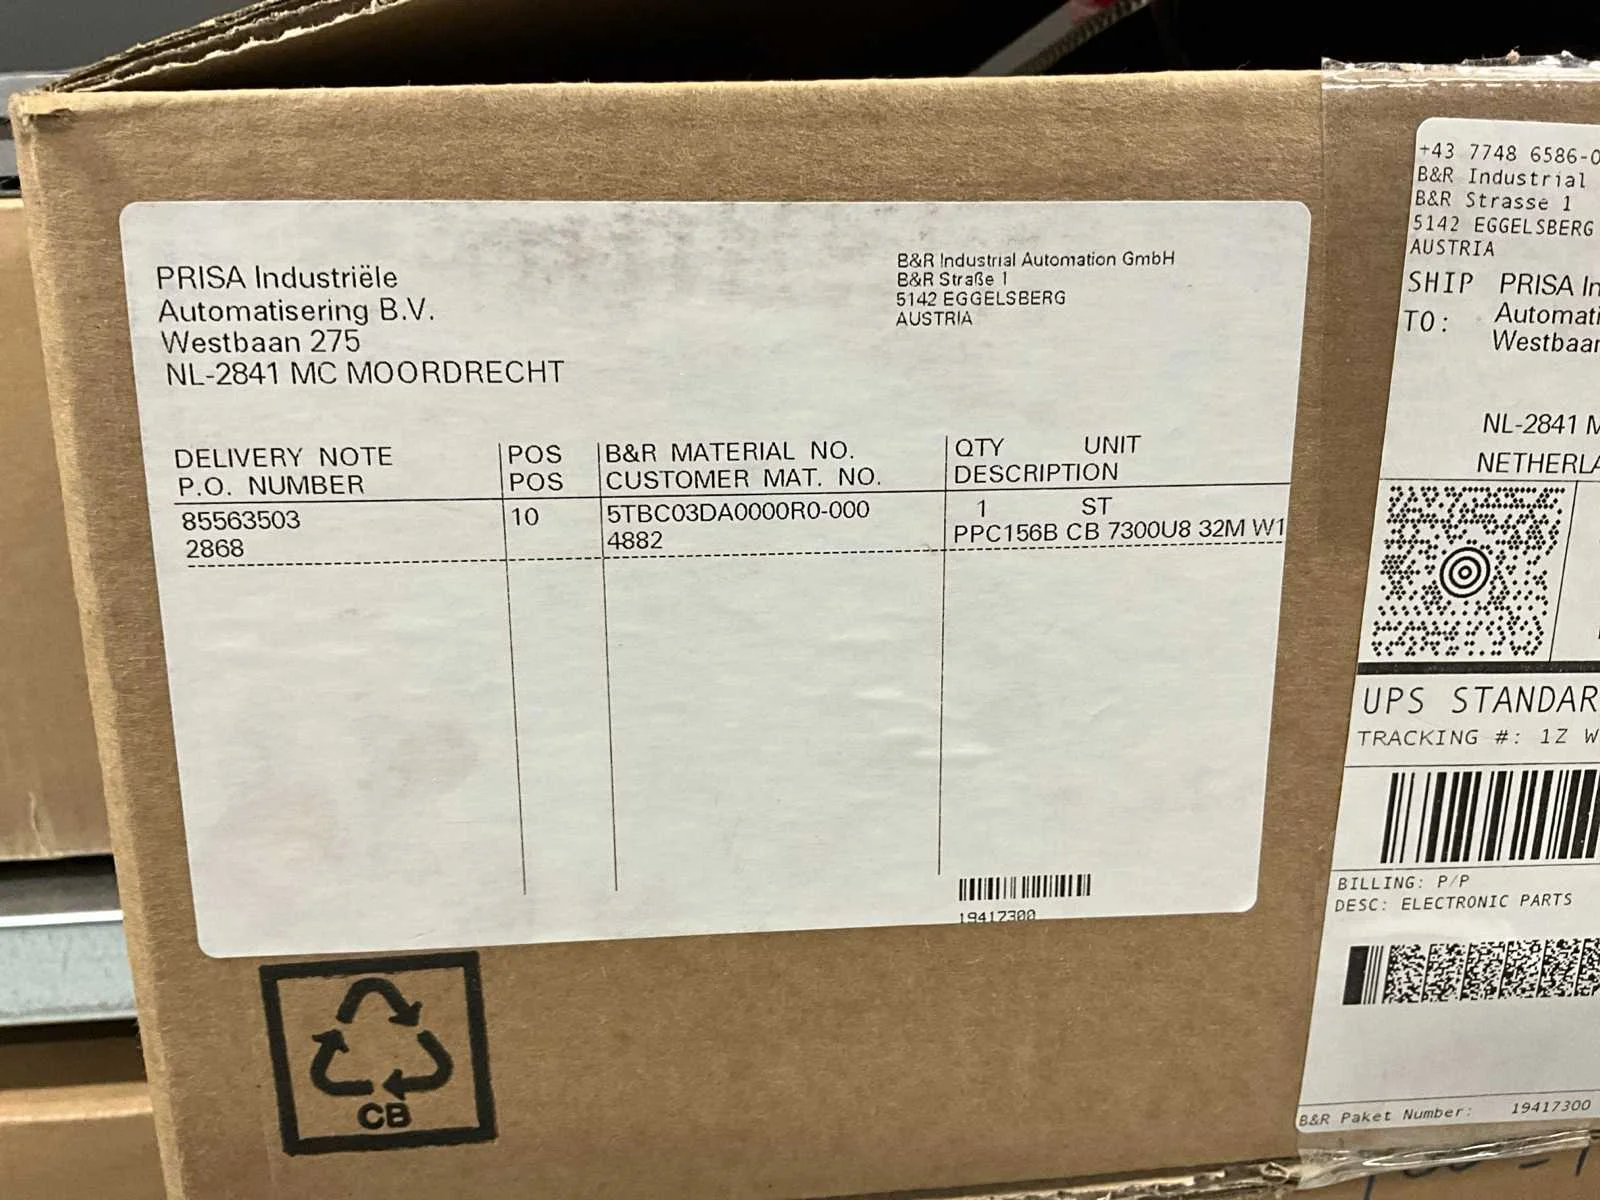 PRISA Industriële
Automatisering B.V.
Westbaan 275
NL-2841 MC MOORDRECHT
B&R Industrial Automation GmbH
B&R Straße 1
5142 EGGELSBERG
AUSTRIA
DELIVERY NOTE POS B&R MATERIAL NO. QTY UNIT
P.O. NUMBER POS CUSTOMER MAT. NO. DESCRIPTION
85563503 10 5TBC03DA0000R0-000 1 ST
2868 4882 PPC156B CB 7300U8 32M W1
19417300
CB
+43 7748 6586-0
B&R Industrial
B&R Strasse 1
5142 EGGELSBERG
AUSTRIA
SHIP TO: PRISA In
Automati
Westbaan
NL-2841 M
NETHERLA
UPS STANDAR
TRACKING #: 1Z W
BILLING: P/P
DESC: ELECTRONIC PARTS
B&R Paket Number: 19417300